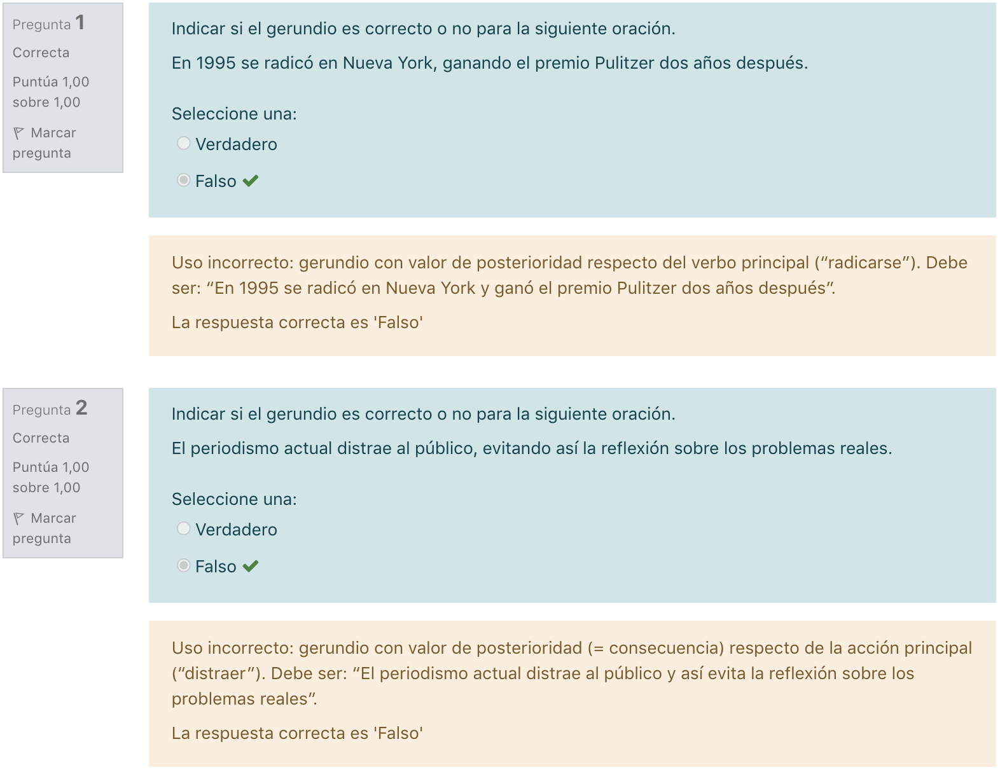 Pregunta 1
Correcta
Puntúa 1,00
sobre 1,00
Marcar
pregunta
Indicar si el gerundio es correcto o no para la siguiente oración.
En 1995 se radicó en Nueva York, ganando el premio Pulitzer dos años después.
Seleccione una:
Verdadero
Falso
Uso incorrecto: gerundio con valor de posterioridad respecto del verbo principal (“radicarse”). Debe
ser: “En 1995 se radicó en Nueva York y ganó el premio Pulitzer dos años después”.
La respuesta correcta es 'Falso'
Pregunta 2
Correcta
Puntúa 1,00
sobre 1,00
Marcar
pregunta
Indicar si el gerundio es correcto o no para la siguiente oración.
El periodismo actual distrae al público, evitando así la reflexión sobre los problemas reales.
Seleccione una:
Verdadero
Falso
Uso incorrecto: gerundio con valor de posterioridad (= consecuencia) respecto de la acción principal
(“distraer”). Debe ser: “El periodismo actual distrae al público y así evita la reflexión sobre los
problemas reales”.
La respuesta correcta es 'Falso'